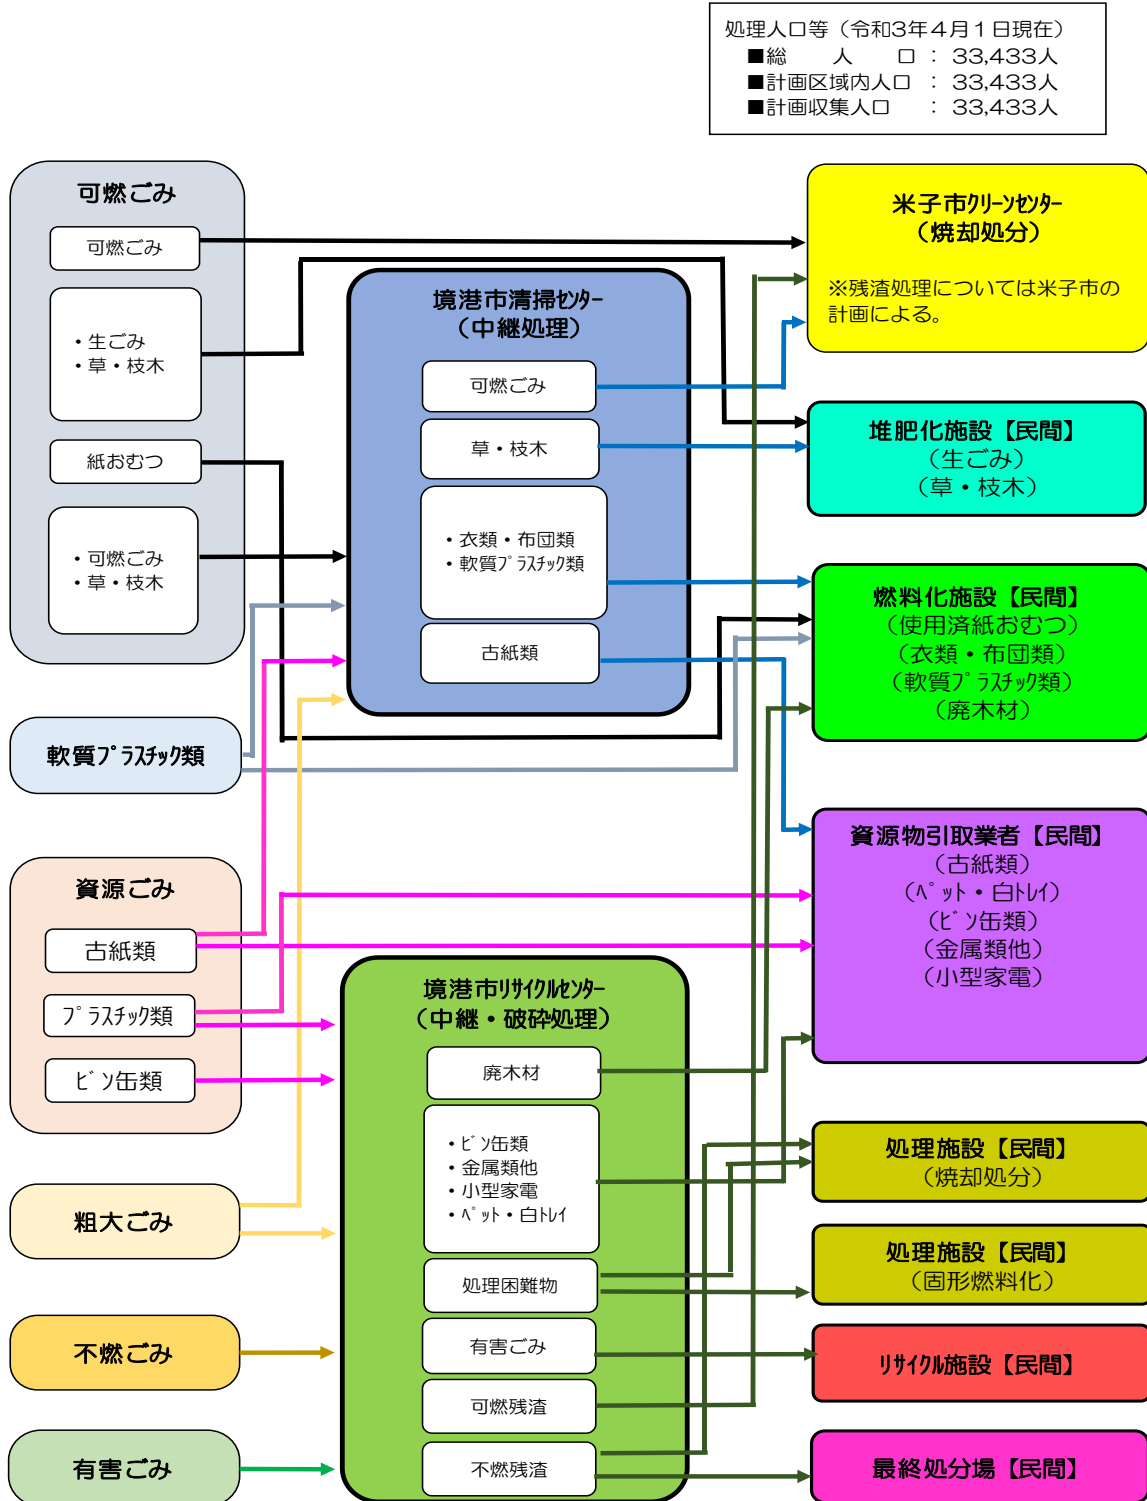 処理人口等（令和3年４月１日現在）
■総　人　口 ： 33,433人
■計画区域内人口 ： 33,433人
■計画収集人口 ： 33,433人
可燃ごみ
可燃ごみ
・生ごみ
・草・枝木
紙おむつ
・可燃ごみ
・草・枝木
軟質ﾌﾟﾗｽﾁｯｸ類
資源ごみ
古紙類
ﾌﾟﾗｽﾁｯｸ類
ﾋﾞﾝ缶類
粗大ごみ
不燃ごみ
有害ごみ
境港市清掃ｾﾝﾀｰ
（中継処理）
可燃ごみ
草・枝木
・衣類・布団類
・軟質ﾌﾟﾗｽﾁｯｸ類
古紙類
境港市ﾘｻｲｸﾙｾﾝﾀｰ
（中継・破砕処理）
廃木材
・ﾋﾞﾝ缶類
・金属類他
・小型家電
・ﾍﾟｯﾄ・白ﾄﾚｲ
処理困難物
有害ごみ
可燃残渣
不燃残渣
米子市ｸﾘｰﾝｾﾝﾀｰ
（焼却処分）
※残渣処理については米子市の
計画による。
堆肥化施設【民間】
（生ごみ）
（草・枝木）
燃料化施設【民間】
（使用済紙おむつ）
（衣類・布団類）
（軟質ﾌﾟﾗｽﾁｯｸ類）
（廃木材）
資源物引取業者【民間】
（古紙類）
（ﾍﾟｯﾄ・白ﾄﾚｲ）
（ﾋﾞﾝ缶類）
（金属類他）
（小型家電）
処理施設【民間】
（焼却処分）
処理施設【民間】
（固形燃料化）
ﾘｻｲｸﾙ施設【民間】
最終処分場【民間】